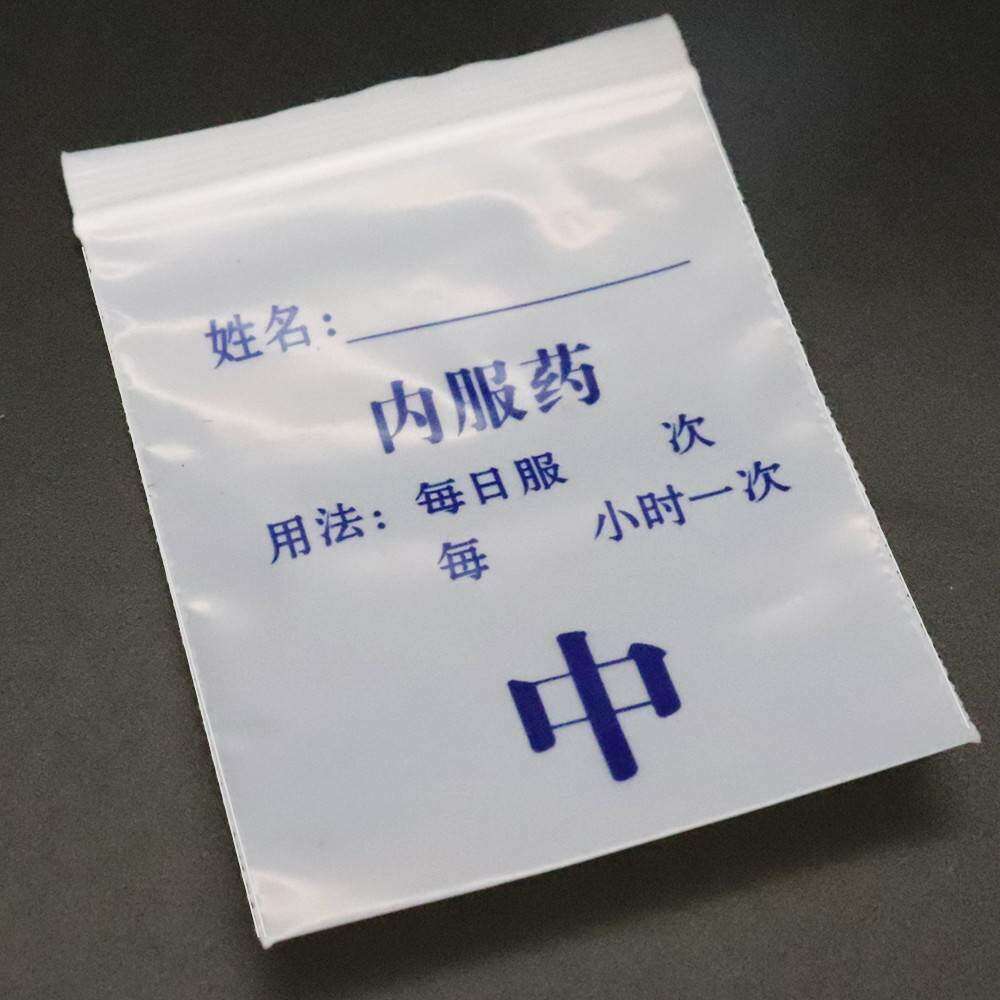 姓名：
内服药
用法：每日服 次
每 小时一次
中